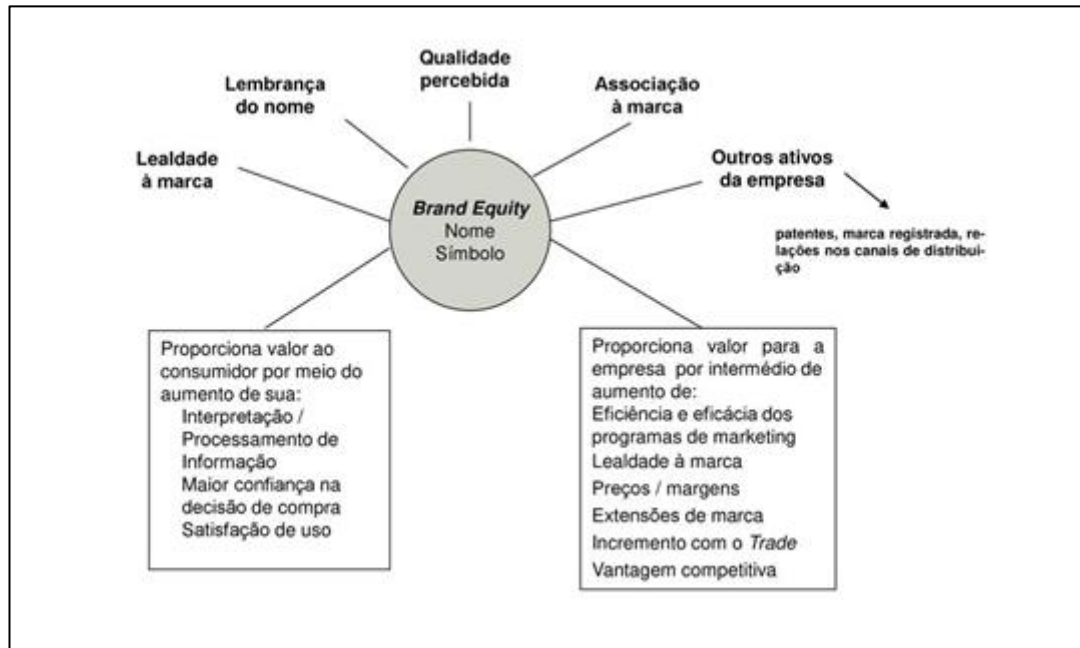 Qualidade
percebida
Lembrança
do nome
Associação
à marca
Lealdade
à marca
Outros ativos
da empresa
Brand Equity
Nome
Símbolo
patentes, marca registrada, re-
lações nos canais de distribui-
ção
Proporciona valor ao
consumidor por meio do
aumento de sua:
Interpretação /
Processamento de
Informação
Maior confiança na
decisão de compra
Satisfação de uso
Proporciona valor para a
empresa por intermédio de
aumento de:
Eficiência e eficácia dos
programas de marketing
Lealdade à marca
Preços / margens
Extensões de marca
Incremento com o Trade
Vantagem competitiva